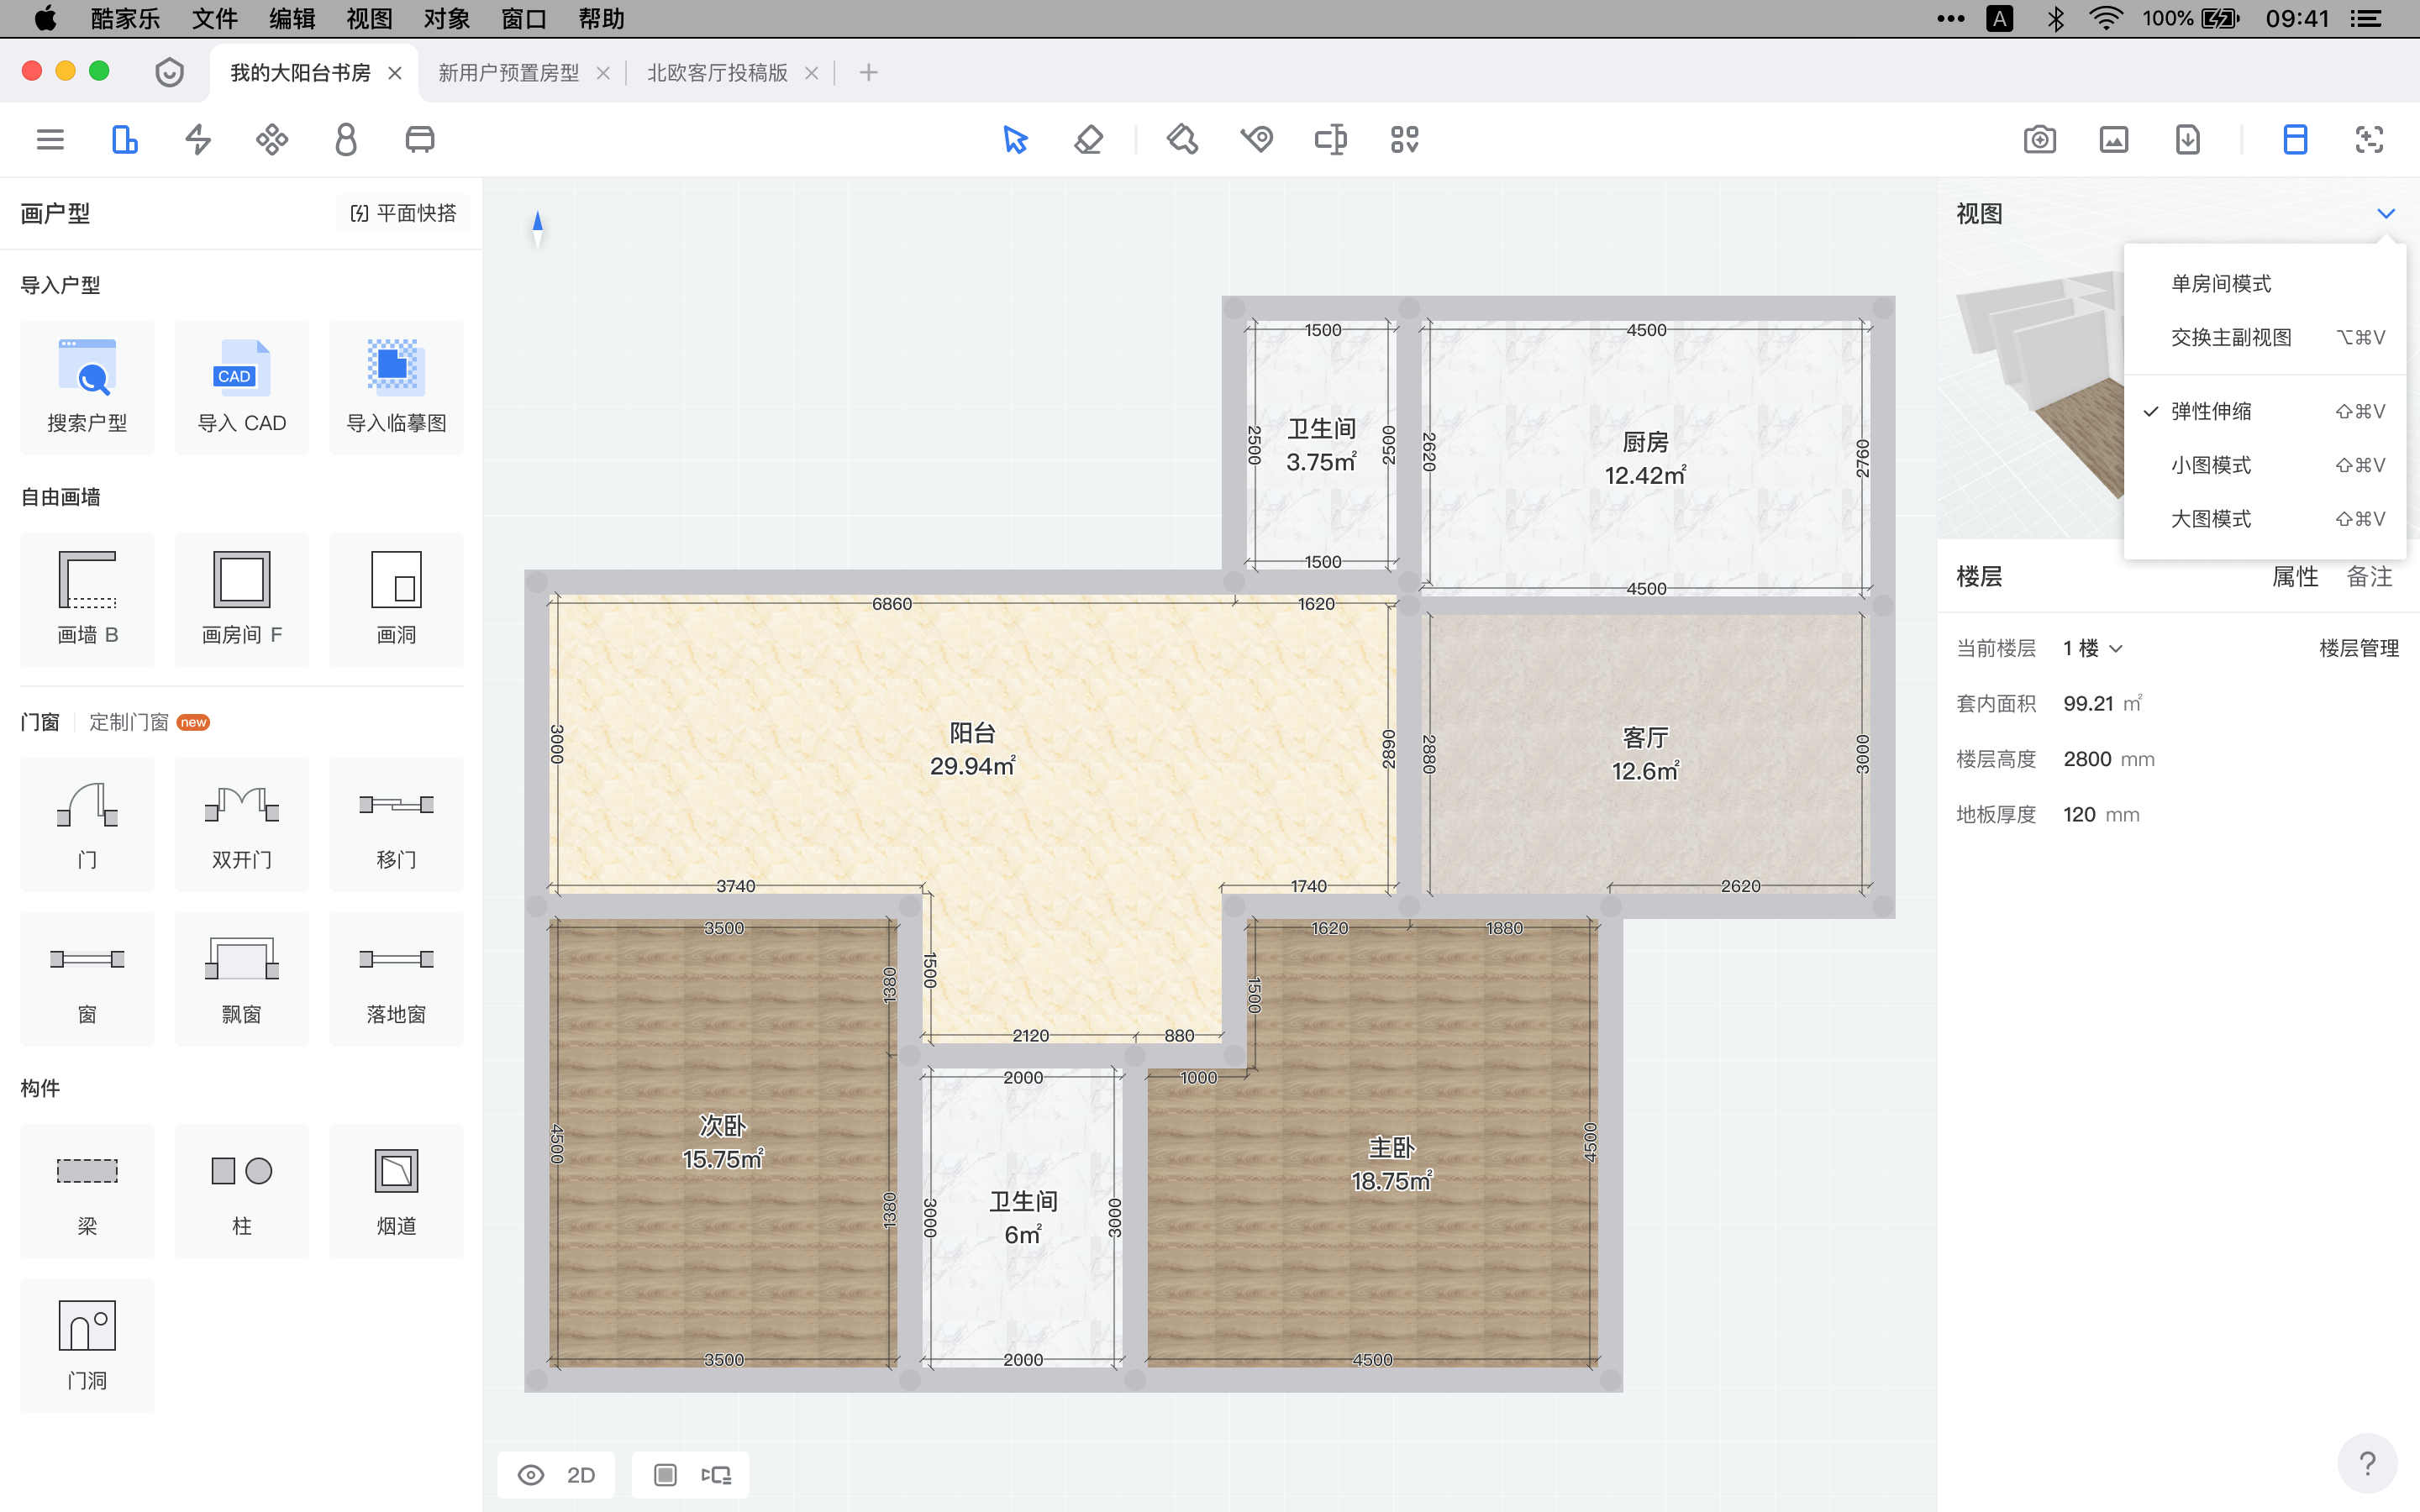 酷家乐 文件 编辑 视图 对象 窗口 帮助 A 100% 09:41
我的大阳台书房 新用户预置房型 北欧客厅投稿版
画户型 平面快搭
导入户型
CAD
搜索户型 导入 CAD 导入临摹图
自由画墙
画墙 B 画房间 F 画洞
门窗 定制门窗 new
门 双开门 移门
窗 飘窗 落地窗
构件
梁 柱 烟道
门洞
1500 4500
2500 卫生间 2500 2620 厨房 2760
3.75㎡ 12.42㎡
1500 4500
6860 1620
3000 阳台 2890 2880 客厅 3000
29.94㎡ 12.6㎡
3740 1740 2620
3500 1620 1880
1380 1500 1500
2120 880
2000 1000
4500 次卧 主卧 4500
15.75㎡ 18.75㎡
1380 3000 卫生间 3000
6㎡
3500 2000 4500
2D
视图
单房间模式
交换主副视图 ⌥⌘V
弹性伸缩 ⇧⌘V
小图模式 ⇧⌘V
大图模式 ⇧⌘V
楼层 属性 备注
当前楼层 1 楼 楼层管理
套内面积 99.21 ㎡
楼层高度 2800 mm
地板厚度 120 mm
?